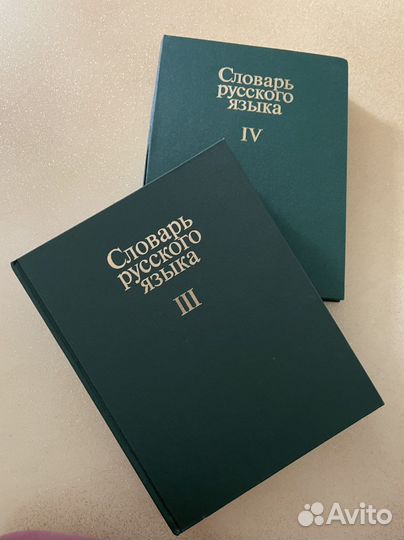 Словарь
русского
языка
IV
Словарь
русского
языка
III
Avito